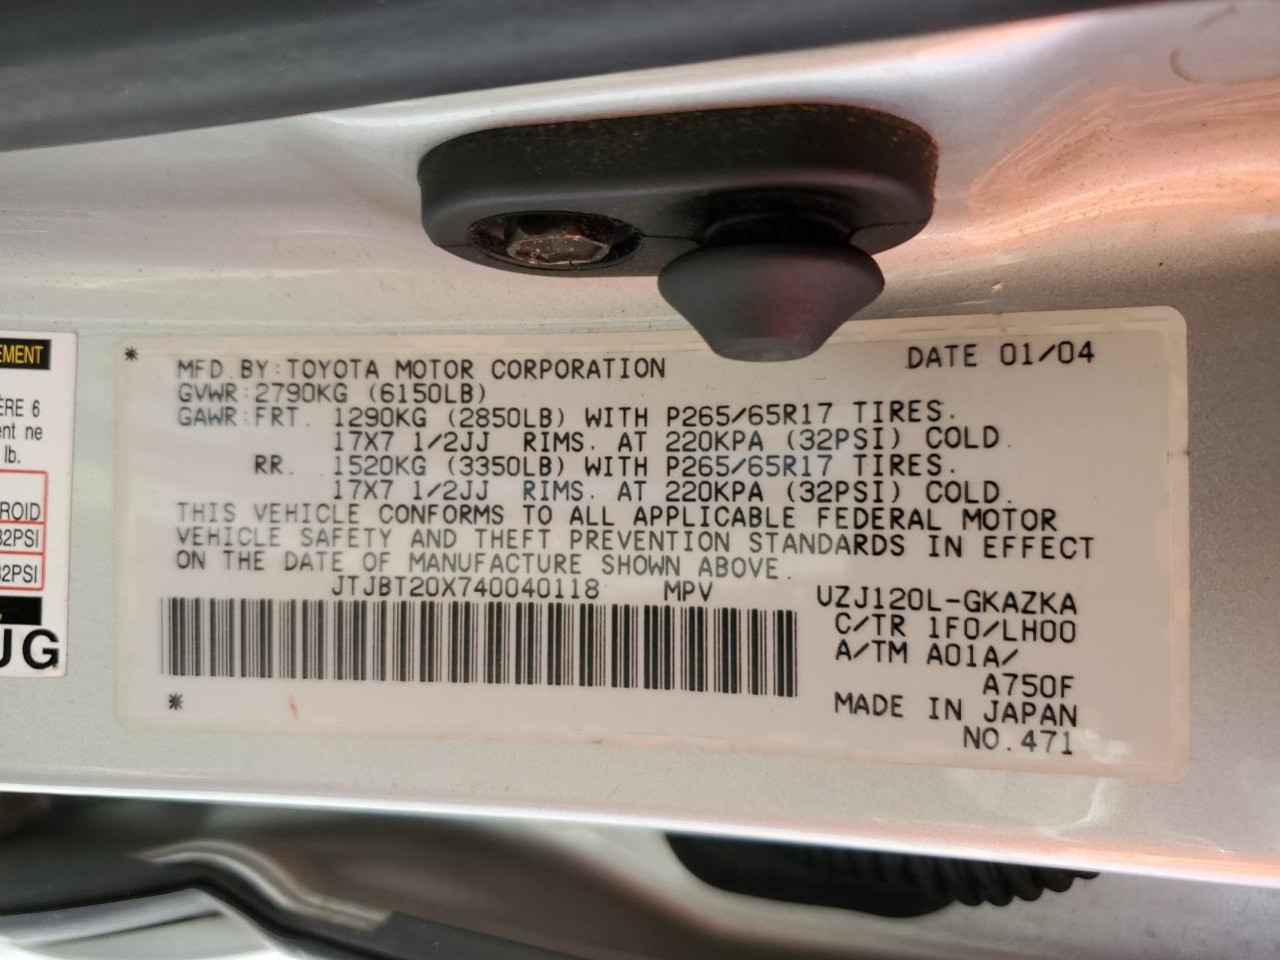 EMENT
ÈRE 6
ent ne
lb.
ROID
32PSI
32PSI
UG
* MFD. BY: TOYOTA MOTOR CORPORATION DATE 01/04
GVWR: 2790KG (6150LB)
GAWR: FRT. 1290KG (2850LB) WITH P265/65R17 TIRES.
17X7 1/2JJ RIMS. AT 220KPA (32PSI) COLD.
RR. 1520KG (3350LB) WITH P265/65R17 TIRES.
17X7 1/2JJ RIMS. AT 220KPA (32PSI) COLD.
THIS VEHICLE CONFORMS TO ALL APPLICABLE FEDERAL MOTOR
VEHICLE SAFETY AND THEFT PREVENTION STANDARDS IN EFFECT
ON THE DATE OF MANUFACTURE SHOWN ABOVE.
JTJBT20X740040118 MPV
UZJ120L-GKAZKA
C/TR 1F0/LH00
A/TM A01A/
A750F
MADE IN JAPAN
NO.471
*